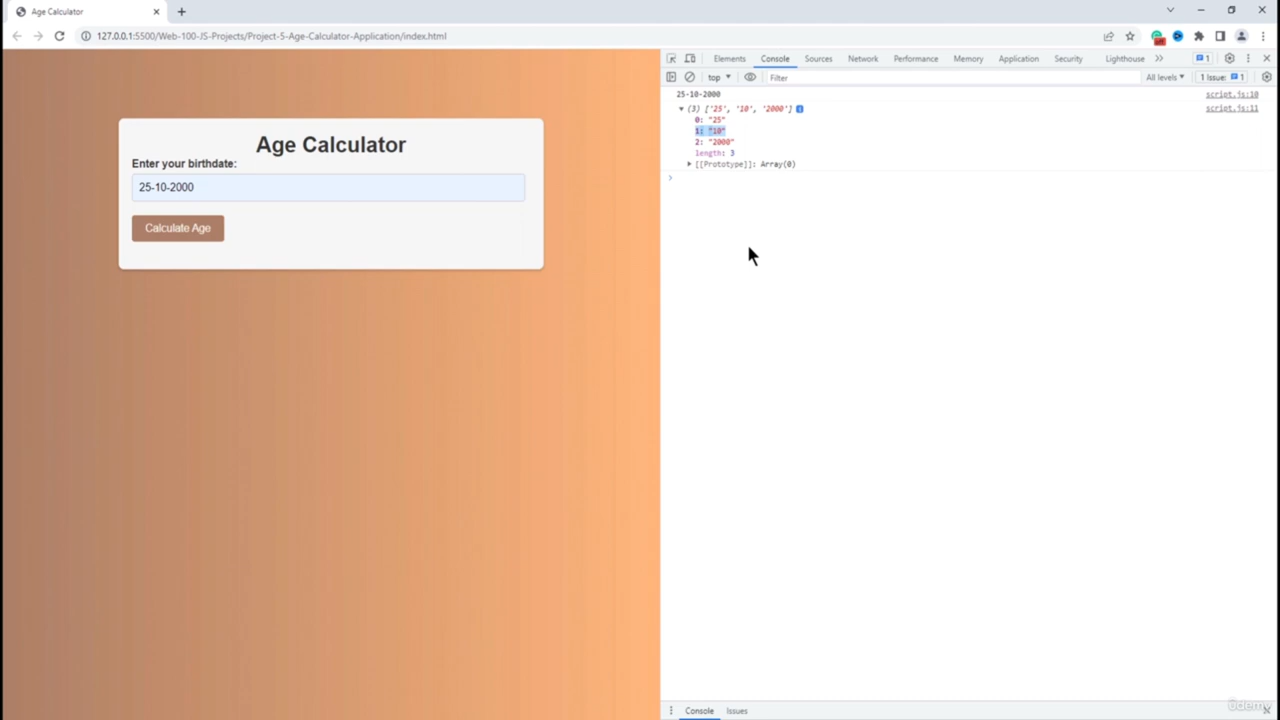 Age Calculator
127.0.0.1:5500/Web-100-JS-Projects/Project-5-Age-Calculator-Application/index.html
Elements Console Sources Network Performance Memory Application Security Lighthouse 1
top Filter All levels 1 Issue: 1
25-10-2000 script.js:10
(3) ['25', '10', '2000'] script.js:11
0: "25"
1: "10"
2: "2000"
length: 3
[[Prototype]]: Array(0)
Age Calculator
Enter your birthdate:
25-10-2000
Calculate Age
Console Issues
ûdemy